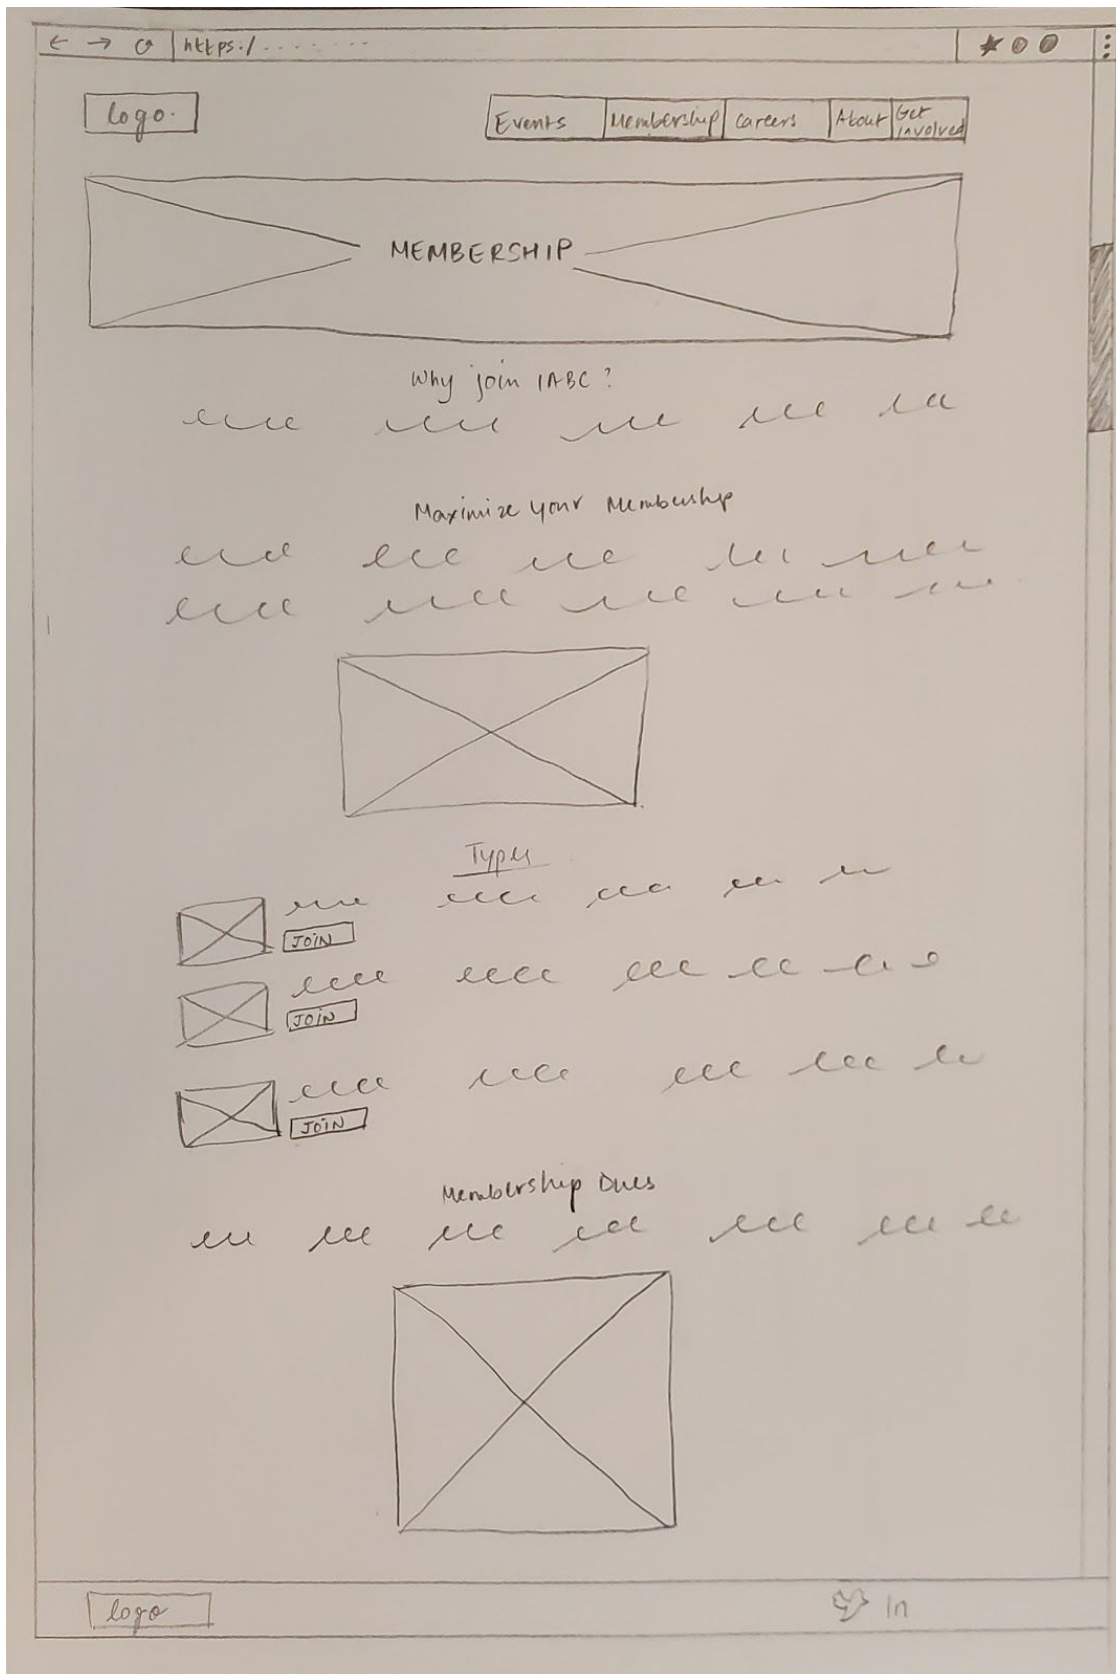 https:/........
logo.
Events Membership Careers About Get involved
MEMBERSHIP
Why join IABC?
Maximize your Membership
Types
JOIN
JOIN
JOIN
Membership Dues
logo
In